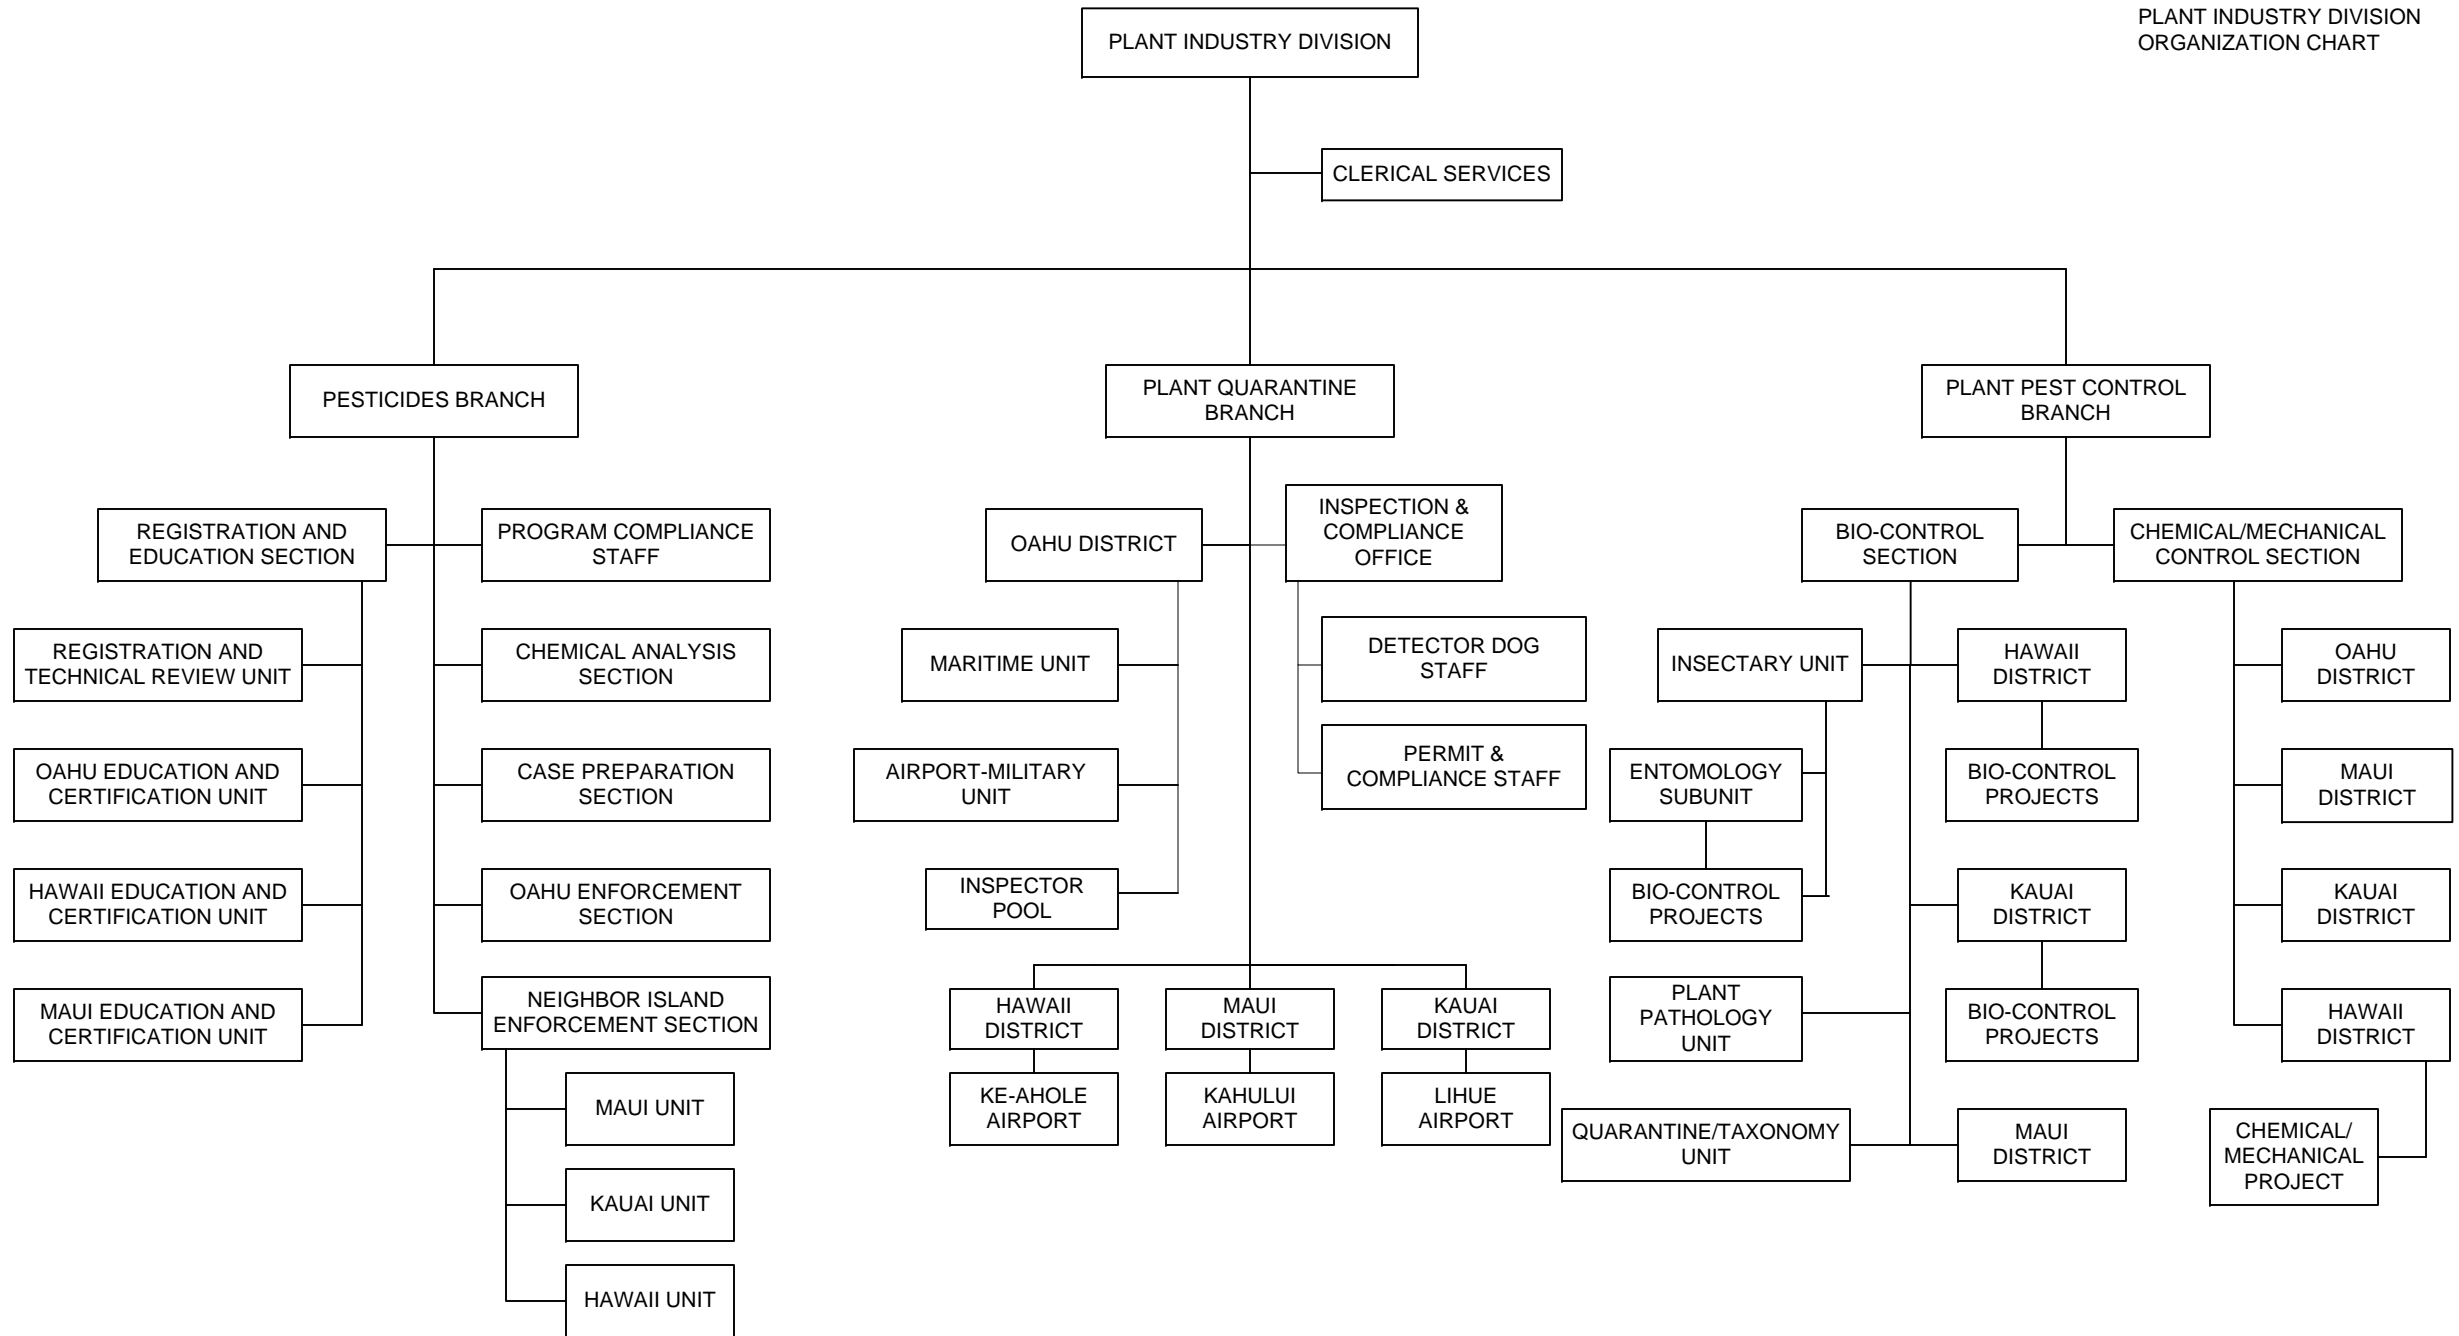 PLANT INDUSTRY DIVISION
ORGANIZATION CHART
PLANT INDUSTRY DIVISION
CLERICAL SERVICES
PESTICIDES BRANCH
PLANT QUARANTINE
BRANCH
PLANT PEST CONTROL
BRANCH
REGISTRATION AND
EDUCATION SECTION
REGISTRATION AND
TECHNICAL REVIEW UNIT
OAHU EDUCATION AND
CERTIFICATION UNIT
HAWAII EDUCATION AND
CERTIFICATION UNIT
MAUI EDUCATION AND
CERTIFICATION UNIT
PROGRAM COMPLIANCE
STAFF
CHEMICAL ANALYSIS
SECTION
CASE PREPARATION
SECTION
OAHU ENFORCEMENT
SECTION
NEIGHBOR ISLAND
ENFORCEMENT SECTION
MAUI UNIT
KAUAI UNIT
HAWAII UNIT
OAHU DISTRICT
MARITIME UNIT
AIRPORT-MILITARY
UNIT
INSPECTOR
POOL
INSPECTION &
COMPLIANCE
OFFICE
DETECTOR DOG
STAFF
PERMIT &
COMPLIANCE STAFF
HAWAII
DISTRICT
KE-AHOLE
AIRPORT
MAUI
DISTRICT
KAHULUI
AIRPORT
KAUAI
DISTRICT
LIHUE
AIRPORT
BIO-CONTROL
SECTION
INSECTARY UNIT
ENTOMOLOGY
SUBUNIT
BIO-CONTROL
PROJECTS
PLANT
PATHOLOGY
UNIT
QUARANTINE/TAXONOMY
UNIT
HAWAII
DISTRICT
BIO-CONTROL
PROJECTS
KAUAI
DISTRICT
BIO-CONTROL
PROJECTS
MAUI
DISTRICT
CHEMICAL/MECHANICAL
CONTROL SECTION
OAHU
DISTRICT
MAUI
DISTRICT
KAUAI
DISTRICT
HAWAII
DISTRICT
CHEMICAL/
MECHANICAL
PROJECT